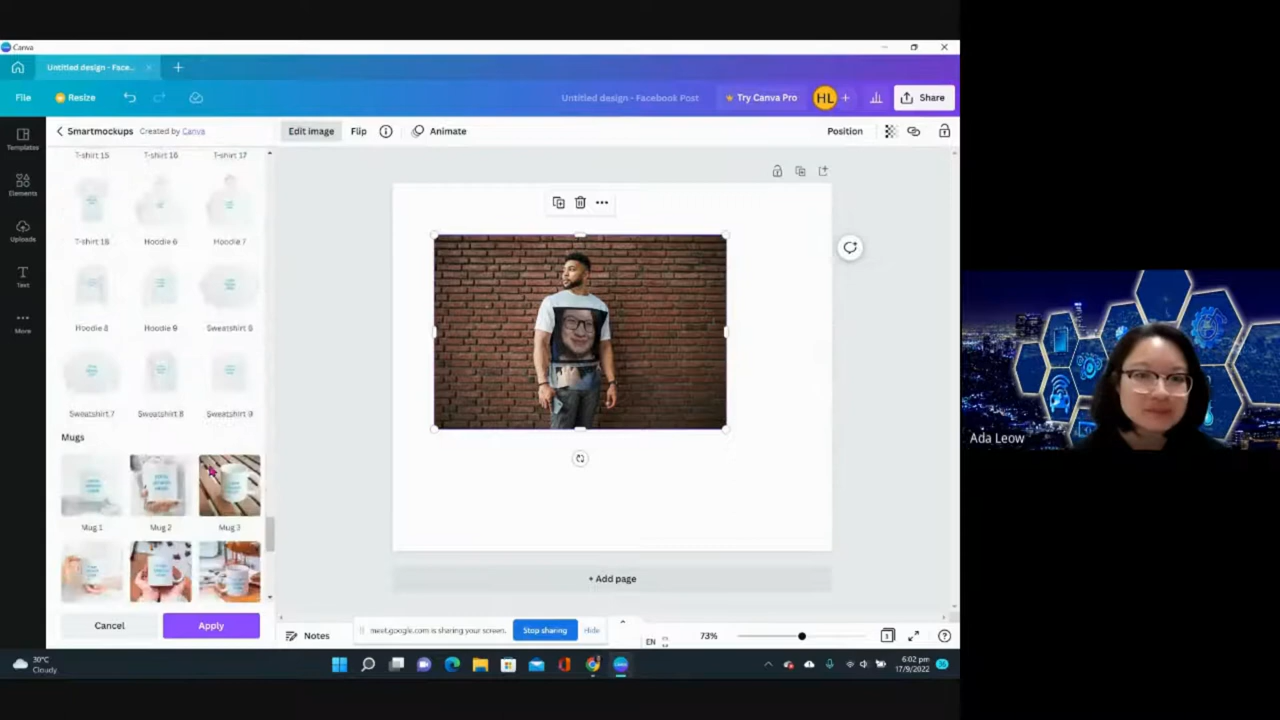 Canva
Untitled design - Face...
File
Resize
Untitled design - Facebook Post
Try Canva Pro
HL
Share
Smartmockups
Created by Canva
Edit image
Flip
Animate
Position
Templates
Elements
Uploads
Text
More
T-shirt 15
T-shirt 16
T-shirt 17
T-shirt 18
Hoodie 6
Hoodie 7
Hoodie 8
Hoodie 9
Sweatshirt 6
Sweatshirt 7
Sweatshirt 8
Sweatshirt 9
Mugs
Mug 1
Mug 2
Mug 3
Cancel
Apply
+ Add page
Notes
meet.google.com is sharing your screen.
Stop sharing
Hide
EN
73%
1
30°C
Cloudy
6:02 pm
17/9/2022
Ada Leow